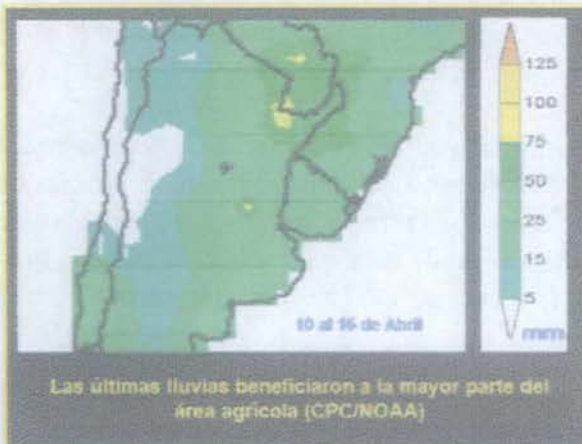 125
100
75
50
25
15
5
mm
10 al 16 de Abril
Las últimas lluvias beneficiaron a la mayor parte del
área agrícola (CPC/NOAA)